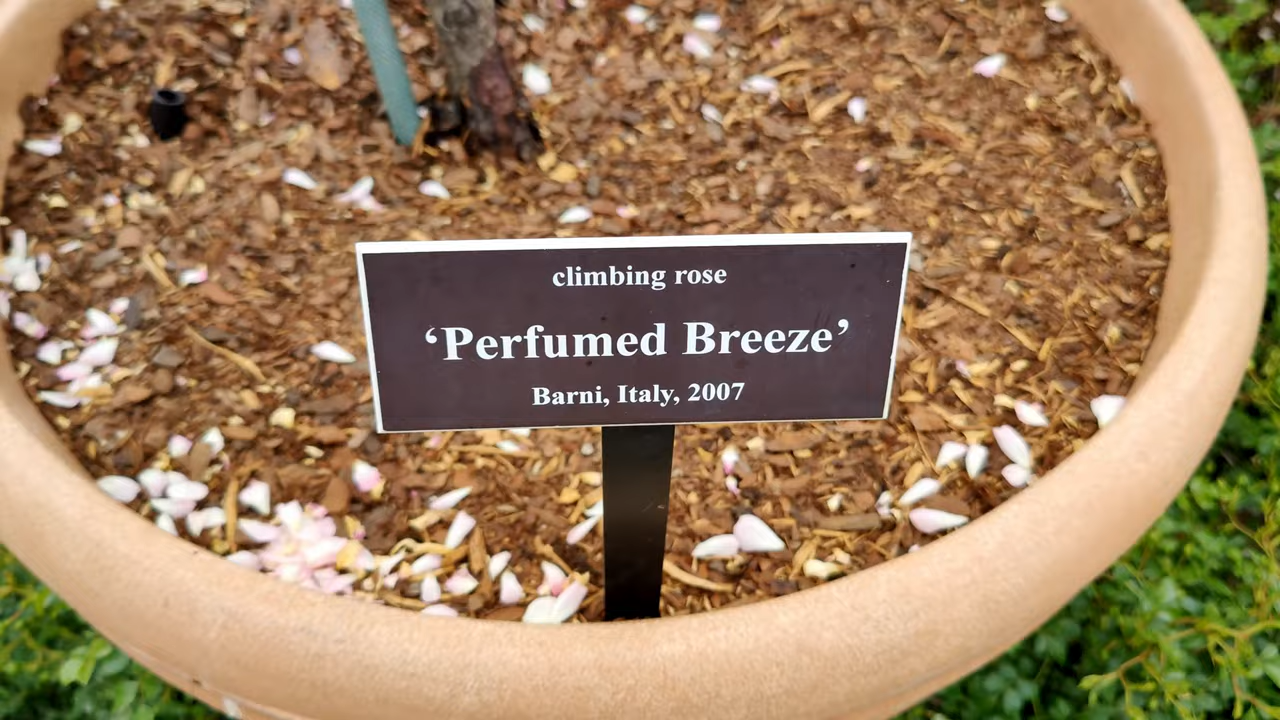 climbing rose
‘Perfumed Breeze’
Barni, Italy, 2007